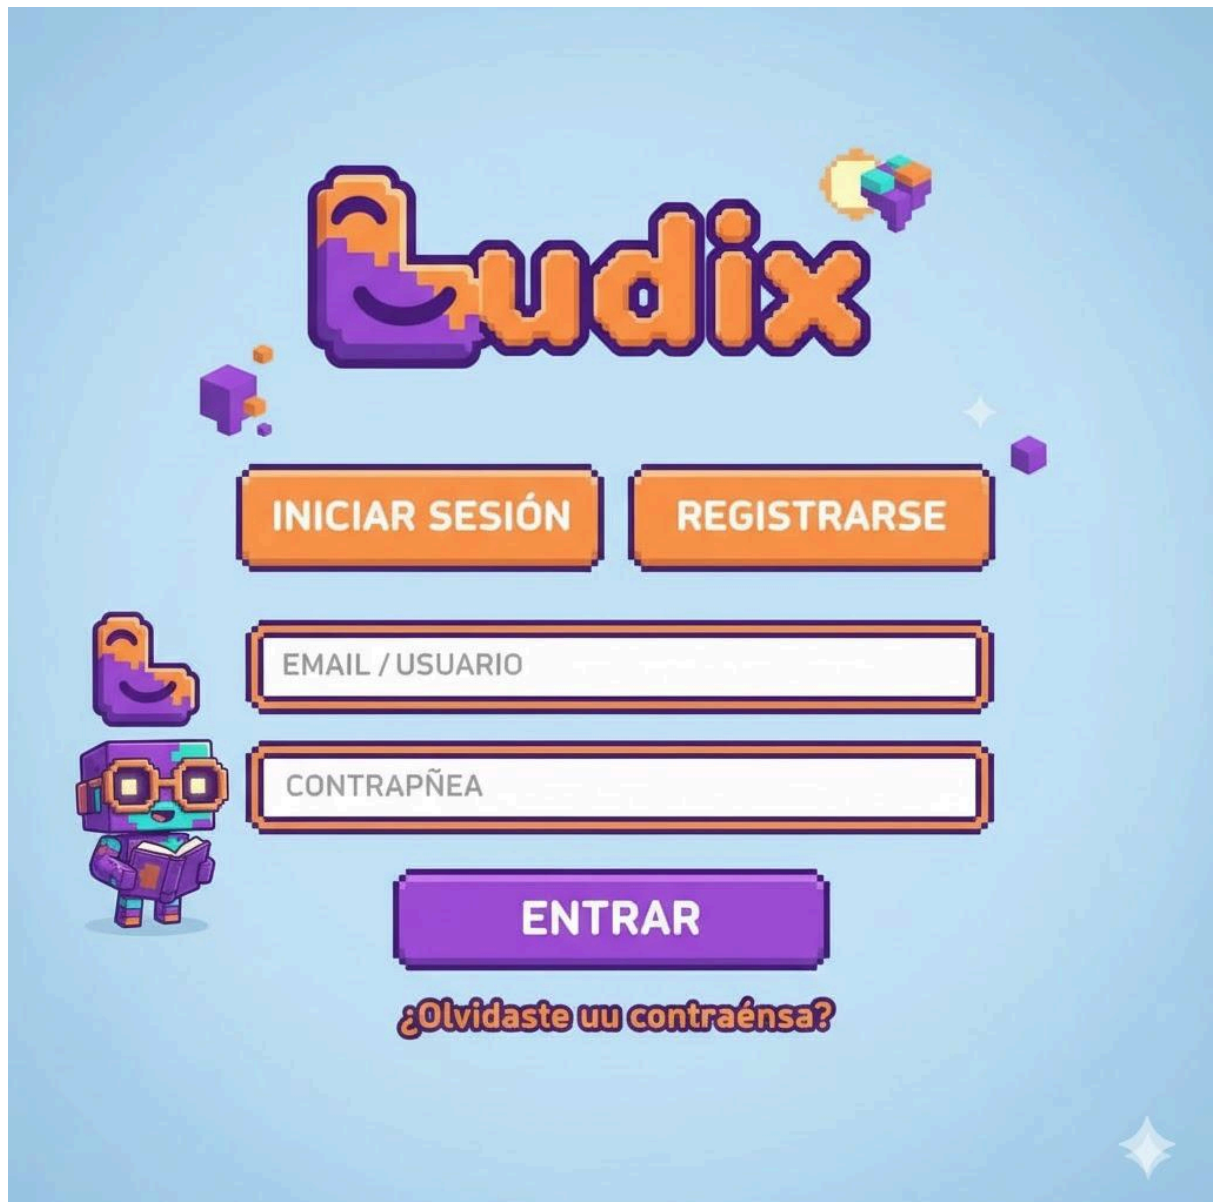 Ludix
INICIAR SESIÓN
REGISTRARSE
EMAIL / USUARIO
CONTRAPÑEA
ENTRAR
¿Olvidaste uu contraénsa?